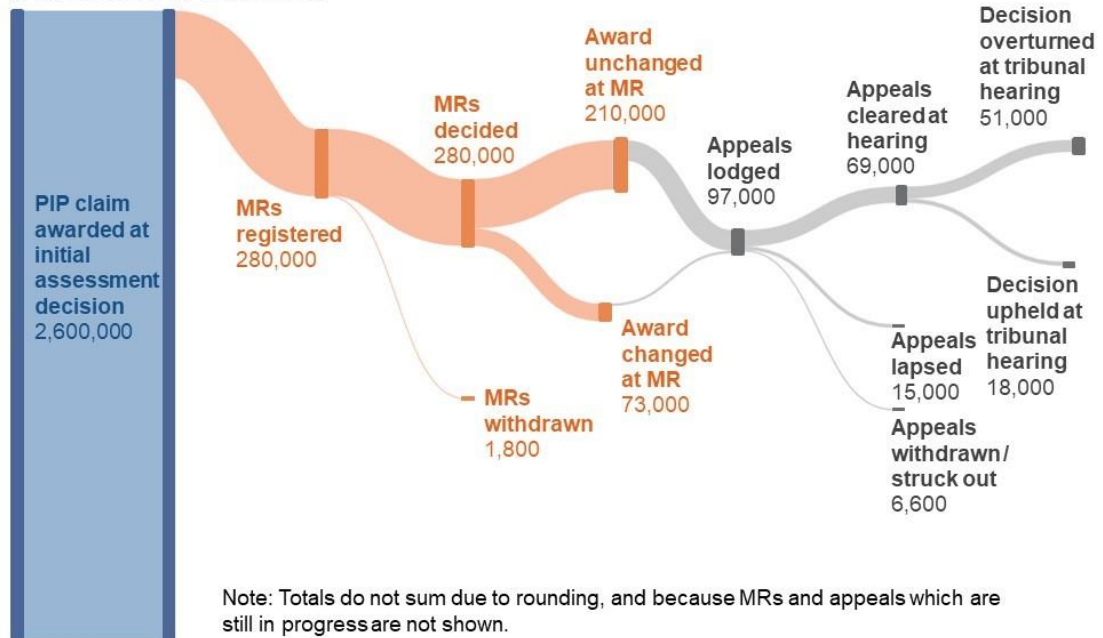 PIP claim
awarded at
initial
assessment
decision
2,600,000
MRs
registered
280,000
MRs
decided
280,000
MRs
withdrawn
1,800
Award
unchanged
at MR
210,000
Award
changed
at MR
73,000
Appeals
lodged
97,000
Appeals
cleared at
hearing
69,000
Appeals
lapsed
15,000
Appeals
withdrawn/
struck out
6,600
Decision
overturned
at tribunal
hearing
51,000
Decision
upheld at
tribunal
hearing
18,000
Note: Totals do not sum due to rounding, and because MRs and appeals which are
still in progress are not shown.